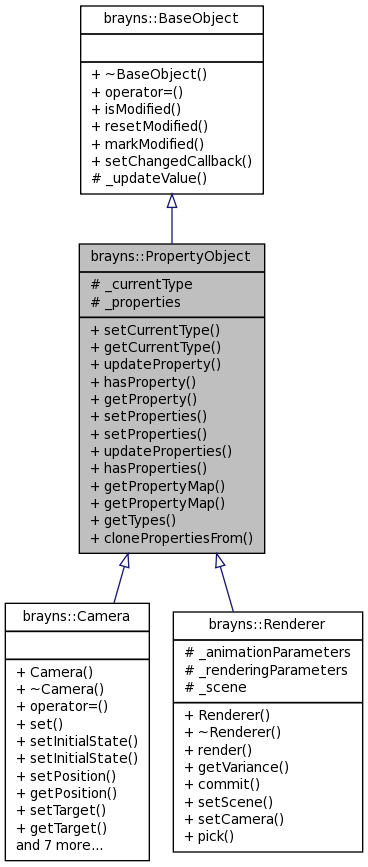 brayns::BaseObject
+ ~BaseObject()
+ operator=()
+ isModified()
+ resetModified()
+ markModified()
+ setChangedCallback()
# _updateValue()
brayns::PropertyObject
# _currentType
# _properties
+ setCurrentType()
+ getCurrentType()
+ updateProperty()
+ hasProperty()
+ getProperty()
+ setProperties()
+ setProperties()
+ updateProperties()
+ hasProperties()
+ getPropertyMap()
+ getPropertyMap()
+ getTypes()
+ clonePropertiesFrom()
brayns::Camera
+ Camera()
+ ~Camera()
+ operator=()
+ set()
+ setInitialState()
+ setInitialState()
+ setPosition()
+ getPosition()
+ setTarget()
+ getTarget()
and 7 more...
brayns::Renderer
# _animationParameters
# _renderingParameters
# _scene
+ Renderer()
+ ~Renderer()
+ render()
+ getVariance()
+ commit()
+ setScene()
+ setCamera()
+ pick()